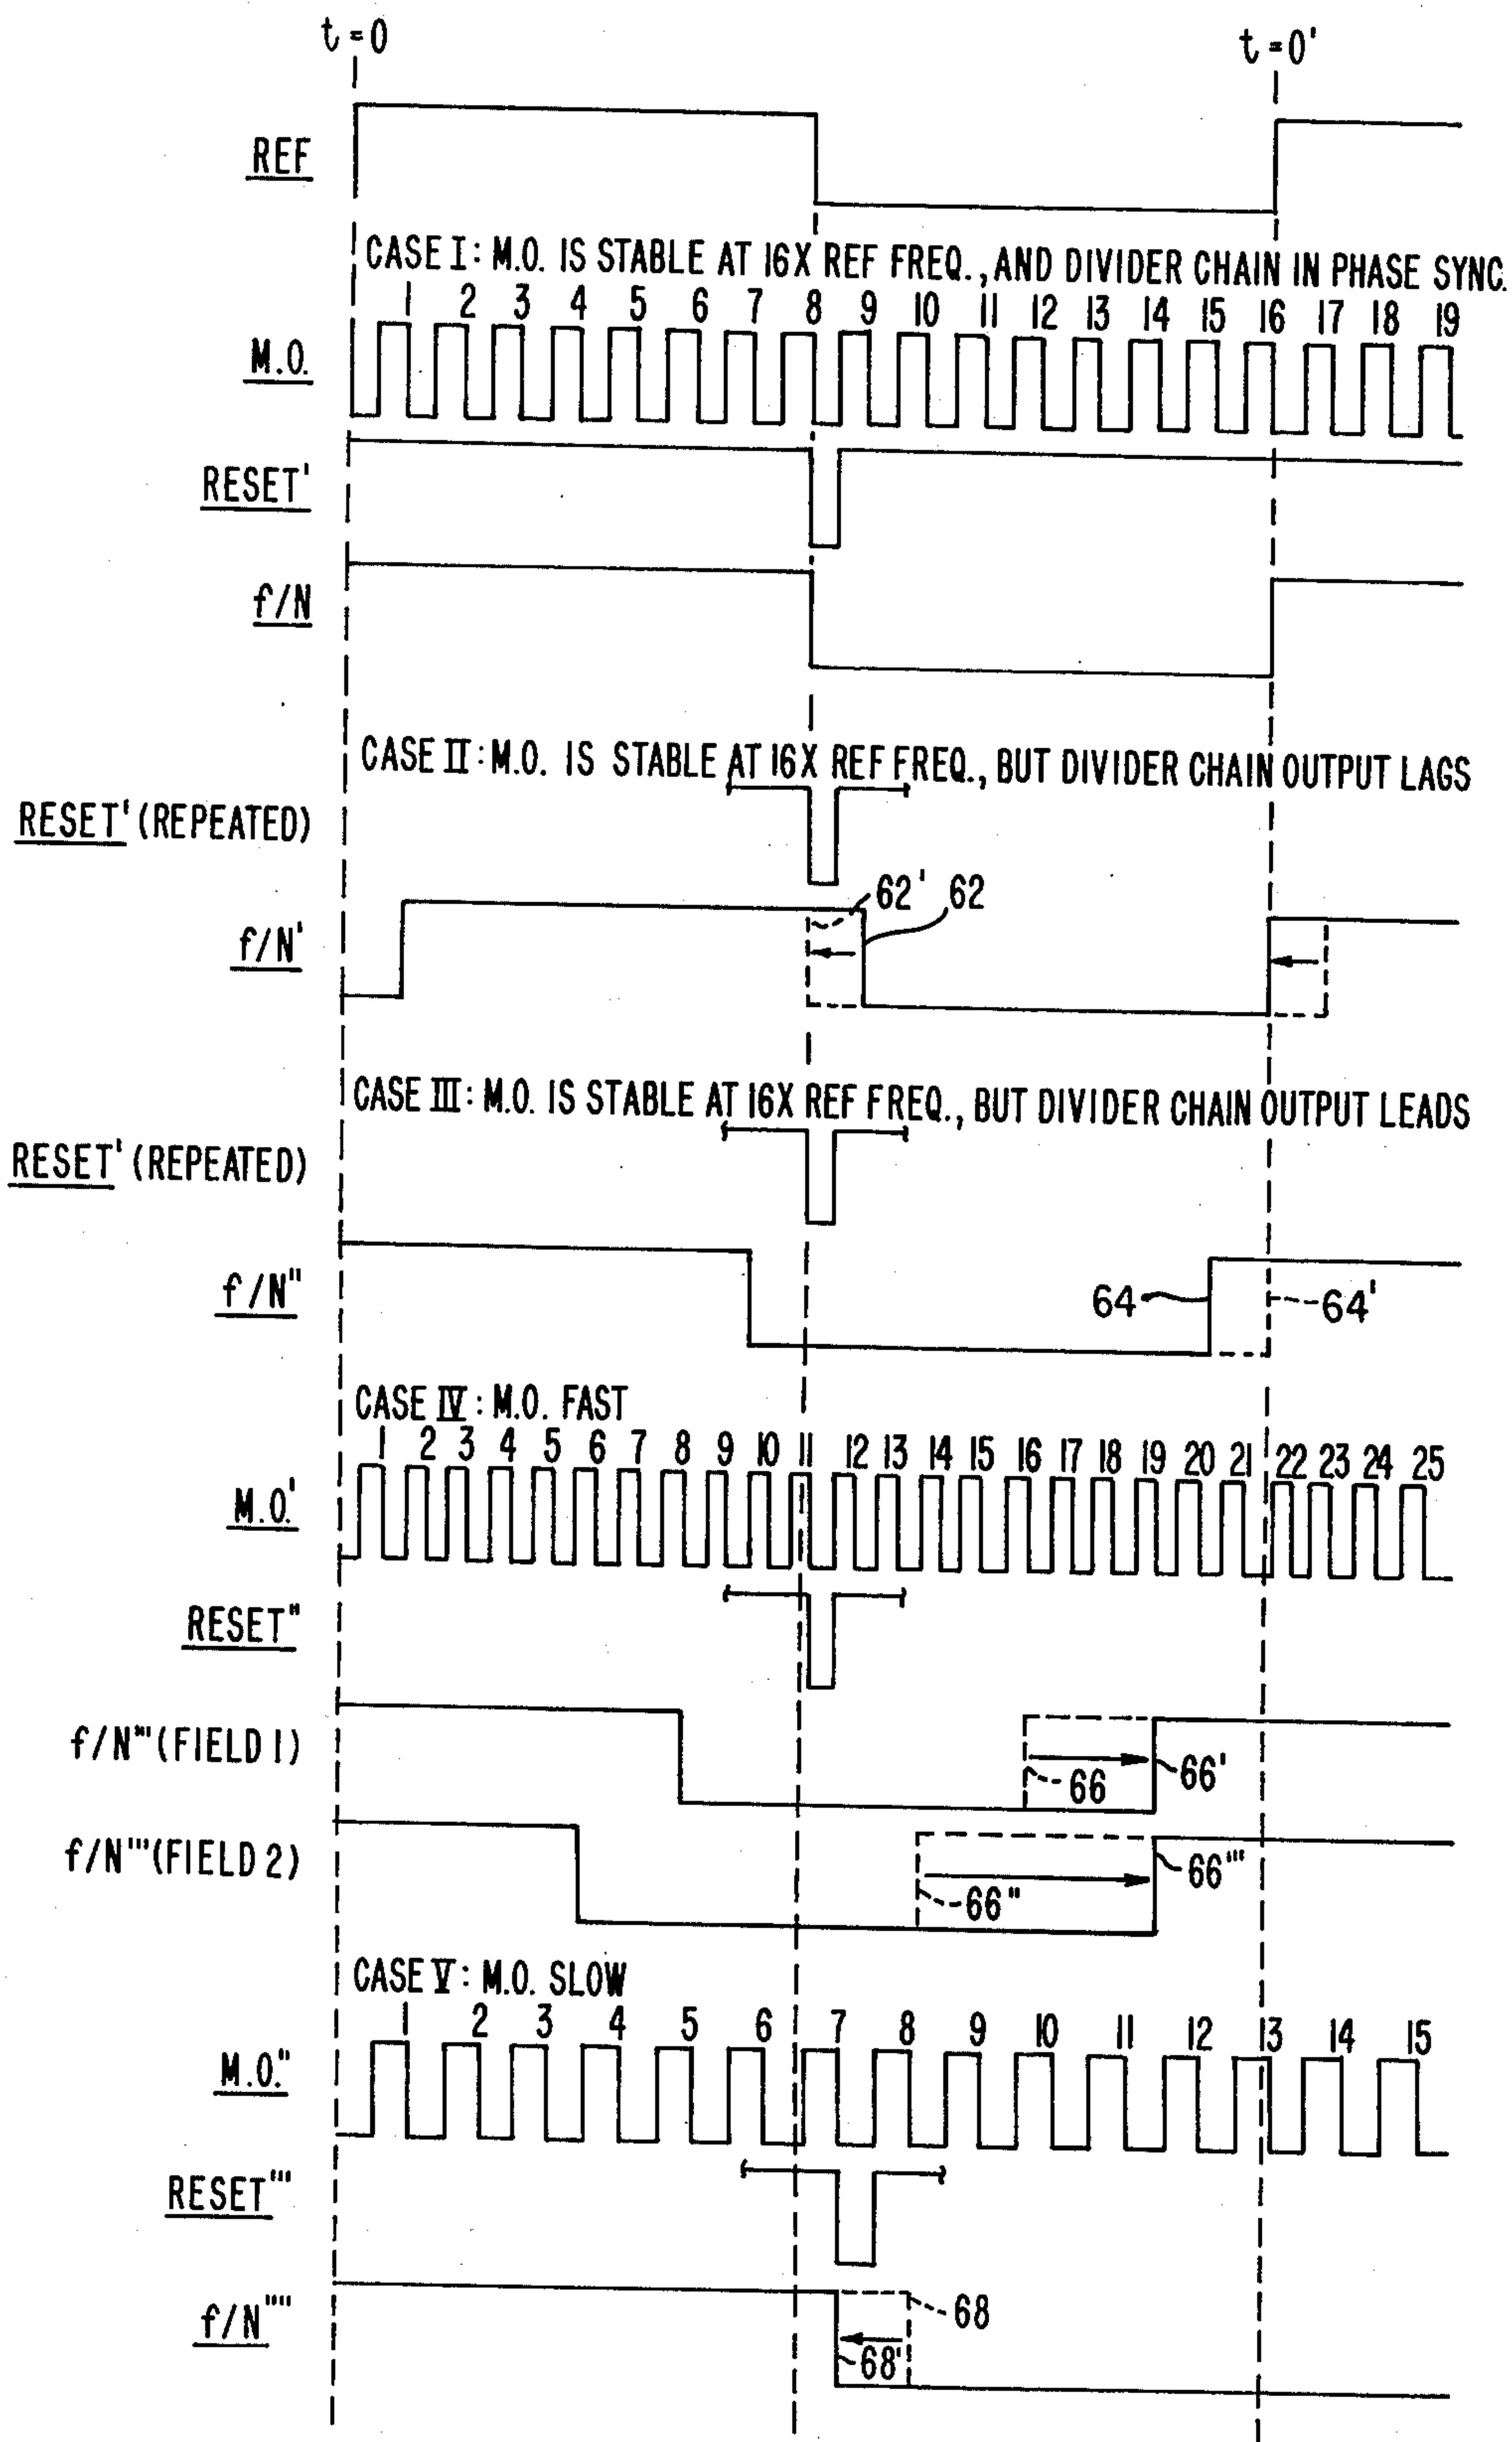 t=0 t=0'
REF
CASE I: M.O. IS STABLE AT 16X REF FREQ., AND DIVIDER CHAIN IN PHASE SYNC.
1 2 3 4 5 6 7 8 9 10 11 12 13 14 15 16 17 18 19
M.O.
RESET'
f/N
CASE II: M.O. IS STABLE AT 16X REF FREQ., BUT DIVIDER CHAIN OUTPUT LAGS
RESET' (REPEATED)
62' 62
f/N'
CASE III: M.O. IS STABLE AT 16X REF FREQ., BUT DIVIDER CHAIN OUTPUT LEADS
RESET' (REPEATED)
f/N" 64 64'
CASE IV: M.O. FAST
1 2 3 4 5 6 7 8 9 10 11 12 13 14 15 16 17 18 19 20 21 22 23 24 25
M.O.'
RESET"
f/N''' (FIELD 1) 66 66'
f/N''' (FIELD 2) 66" 66'''
CASE V: M.O. SLOW
1 2 3 4 5 6 7 8 9 10 11 12 13 14 15
M.O."
RESET'''
f/N'''' 68
68'